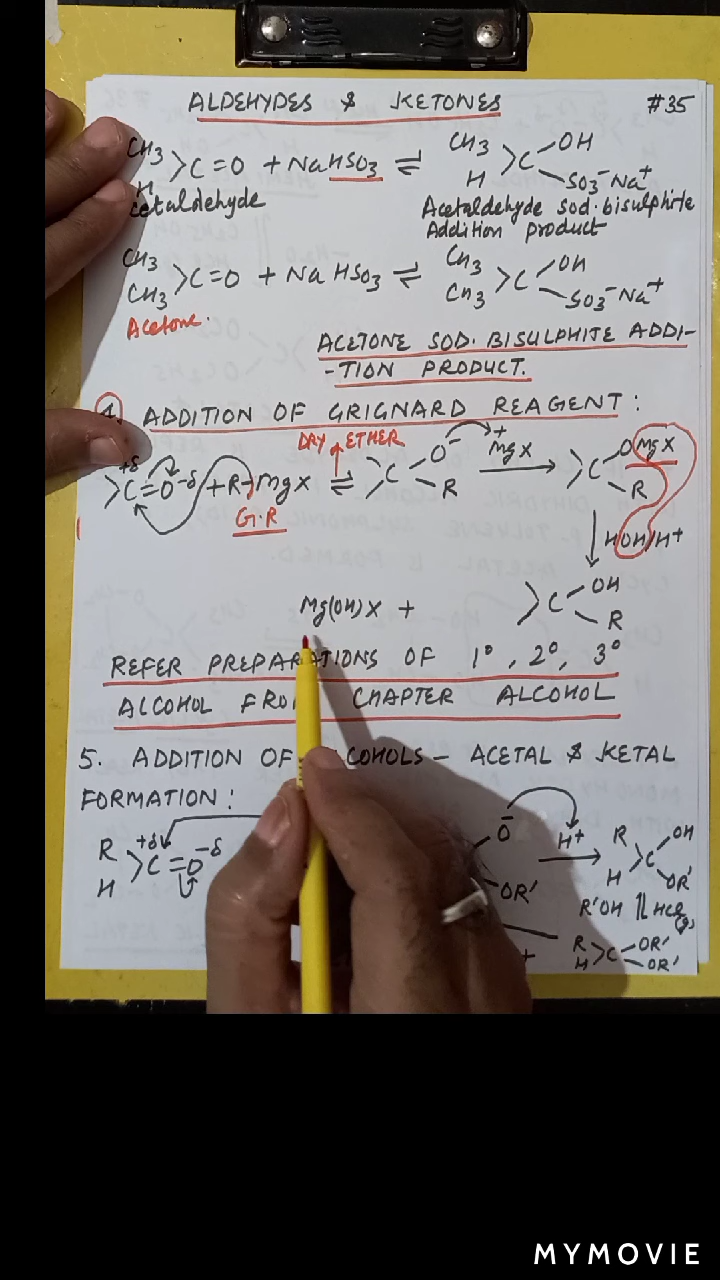 ALDEHYDES & KETONES #35
CH3 H >C=O + NaHSO3 ⇌ CH3 H >C OH SO3⁻Na⁺
cetaldehyde Acetaldehyde sod. bisulphite
Addition product
CH3 CH3 >C=O + NaHSO3 ⇌ CH3 CH3 >C OH SO3⁻Na⁺
Acetone.
ACETONE SOD. BISULPHITE ADDI-
-TION PRODUCT.
4. ADDITION OF GRIGNARD REAGENT:
DRY ETHER
>C=O +δ -δ + R-MgX ⇌ >C O⁻ R ⁺MgX → >C OMgX R
G.R
HOH/H+
Mg(OH)X + >C OH R
REFER PREPARATIONS OF 1°, 2°, 3°
ALCOHOL FRO CHAPTER ALCOHOL
5. ADDITION OF LCOHOLS - ACETAL & KETAL
FORMATION:
R H >C=O +δ -δ O⁻ OR' H+ → R H >C OH OR'
R'OH HCl (g)
+ R H >C OR' OR'
MYMOVIE